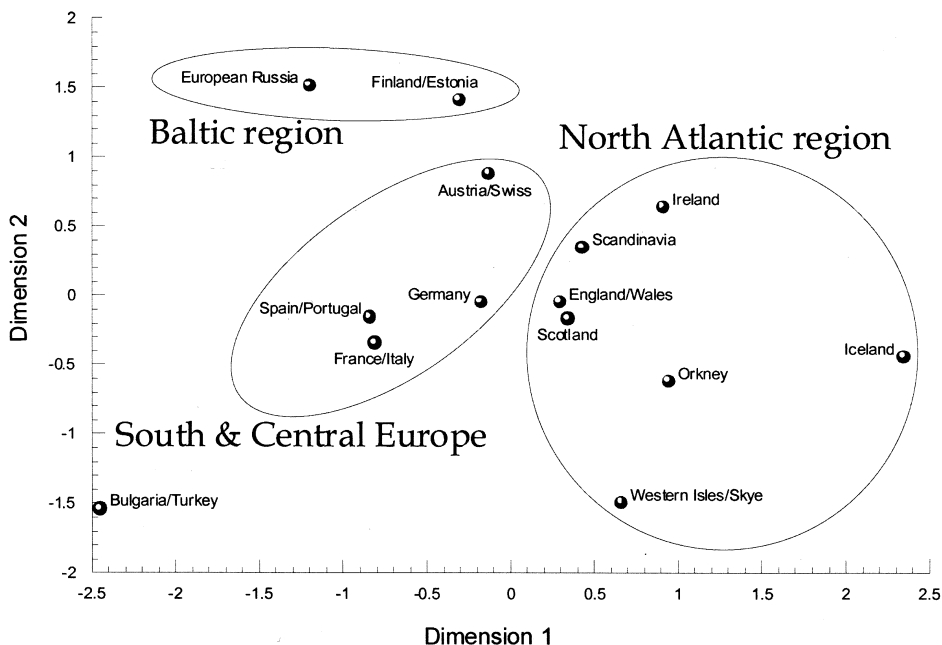 2
European Russia
Finland/Estonia
1.5
Baltic region
North Atlantic region
1
Austria/Swiss
Ireland
0.5
Scandinavia
Dimension 2
0
Germany
England/Wales
Spain/Portugal
Scotland
France/Italy
Iceland
-0.5
Orkney
-1
South & Central Europe
Bulgaria/Turkey
Western Isles/Skye
-1.5
-2
-2.5 -2 -1.5 -1 -0.5 0 0.5 1 1.5 2 2.5
Dimension 1